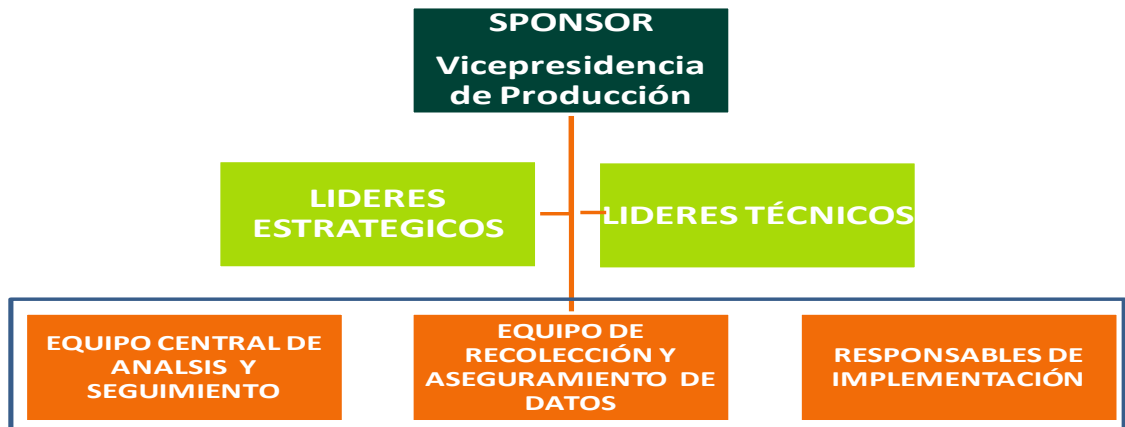 SPONSOR
Vicepresidencia
de Producción
LIDERES
ESTRATEGICOS
LIDERES TÉCNICOS
EQUIPO CENTRAL DE
ANALSIS Y
SEGUIMIENTO
EQUIPO DE
RECOLECCIÓN Y
ASEGURAMIENTO DE
DATOS
RESPONSABLES DE
IMPLEMENTACIÓN